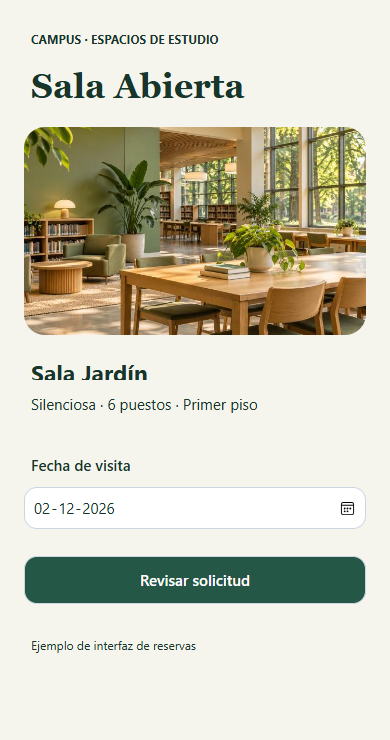 CAMPUS · ESPACIOS DE ESTUDIO
Sala Abierta
Sala Jardín
Silenciosa · 6 puestos · Primer piso
Fecha de visita
02-12-2026
Revisar solicitud
Ejemplo de interfaz de reservas